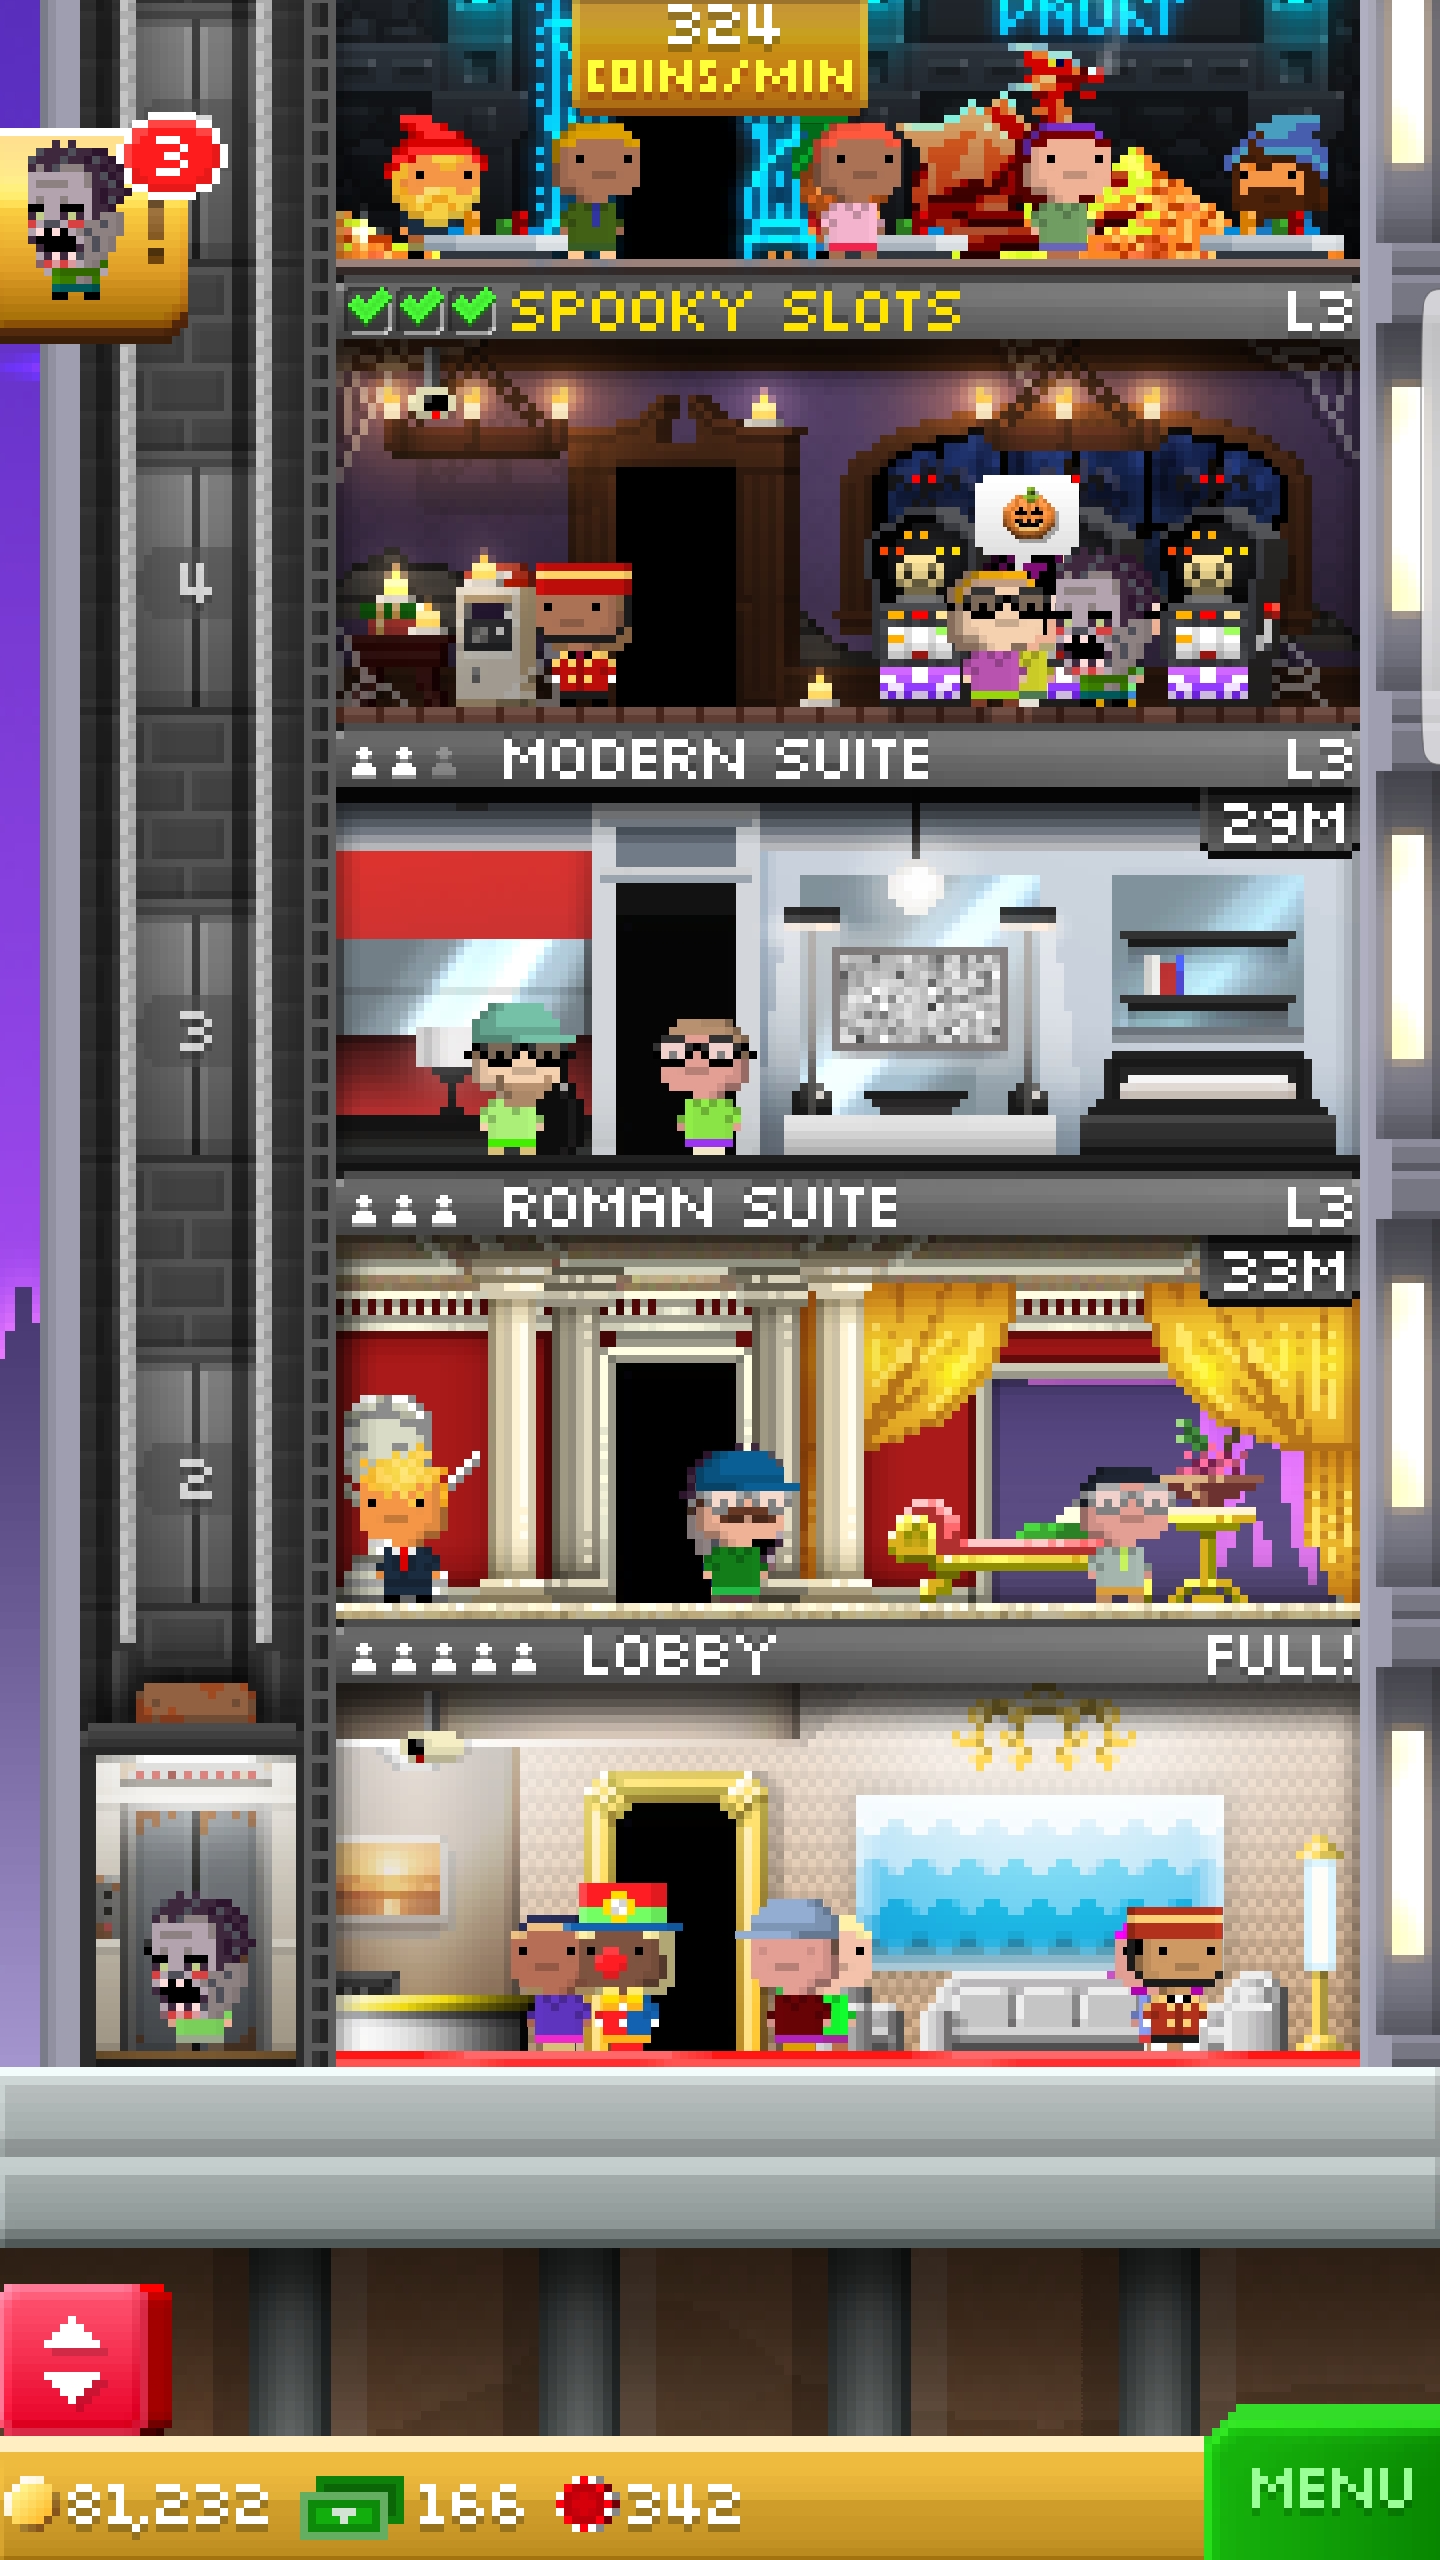 324
COINS/MIN
3
!
SPOOKY SLOTS L3
4
MODERN SUITE L3
29M
3
ROMAN SUITE L3
33M
2
LOBBY FULL!
81,232 166 342
MENU